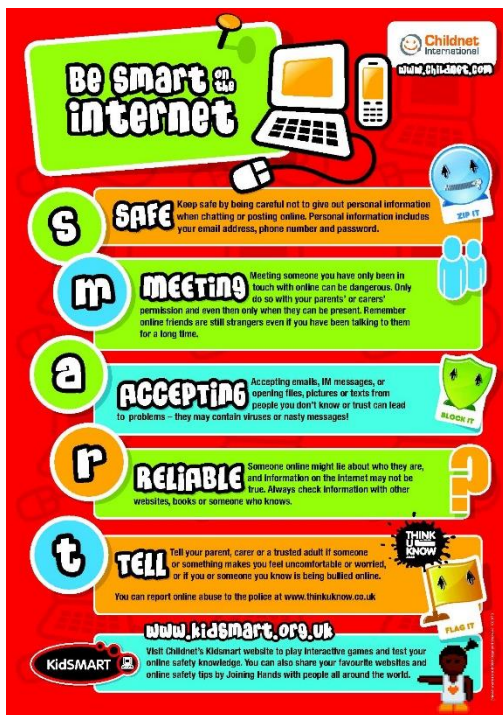 Childnet
International
www.childnet.com
Be smart on the
internet
ZIP IT
s
SAFE
Keep safe by being careful not to give out personal information
when chatting or posting online. Personal information includes
your email address, phone number and password.
m
MEETING
Meeting someone you have only been in
touch with online can be dangerous. Only
do so with your parents' or carers'
permission and even then only when they can be present. Remember
online friends are still strangers even if you have been talking to them
for a long time.
a
ACCEPTING
Accepting emails, IM messages, or
opening files, pictures or texts from
people you don't know or trust can lead
to problems – they may contain viruses or nasty messages!
BLOCK IT
r
RELIABLE
Someone online might lie about who they are,
and information on the internet may not be
true. Always check information with other
websites, books or someone who knows.
?
t
TELL
Tell your parent, carer or a trusted adult if someone
or something makes you feel uncomfortable or worried,
or if you or someone you know is being bullied online.
You can report online abuse to the police at www.thinkuknow.co.uk
THINK
U
KNOW
FLAG IT
www.kidsmart.org.uk
KidSMART
Visit Childnet's Kidsmart website to play interactive games and test your
online safety knowledge. You can also share your favourite websites and
online safety tips by Joining Hands with people all around the world.